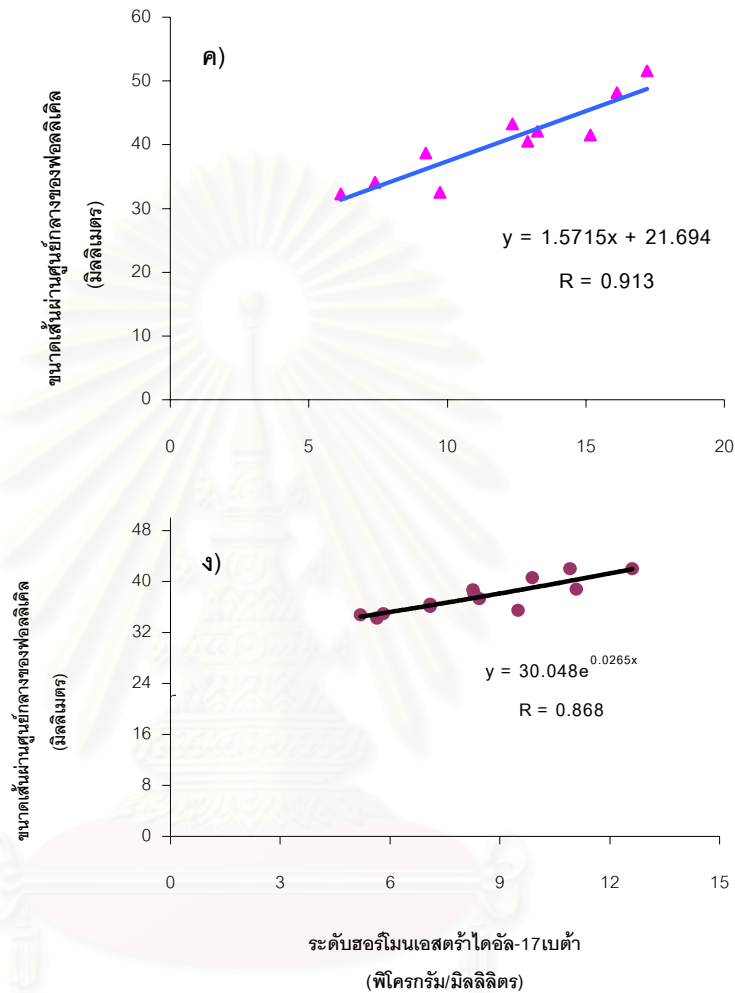 60
50
40
30
20
10
0
ค)
y = 1.5715x + 21.694
R = 0.913
0 5 10 15 20
ขนาดเส้นผ่านศูนย์กลางของฟอลลิเคิล
(มิลลิเมตร)
48
40
32
24
16
8
0
ง)
y = 30.048e^0.0265x
R = 0.868
0 3 6 9 12 15
ขนาดเส้นผ่านศูนย์กลางของฟอลลิเคิล
(มิลลิเมตร)
ระดับฮอร์โมนเอสตร้าไดอัล-17เบต้า
(พิโครกรัม/มิลลิลิตร)